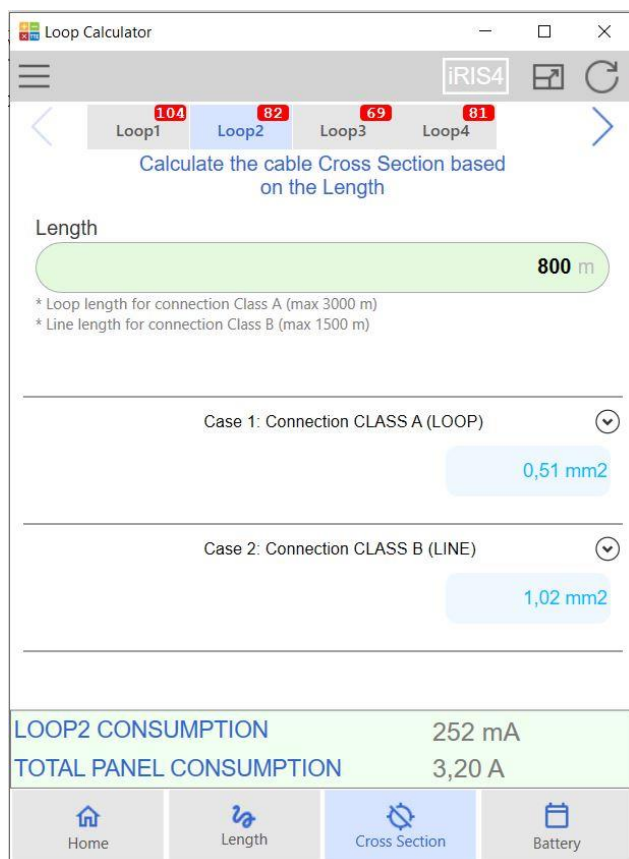 Loop Calculator
iRIS4
104 82 69 81
Loop1 Loop2 Loop3 Loop4
Calculate the cable Cross Section based
on the Length
Length
800 m
* Loop length for connection Class A (max 3000 m)
* Line length for connection Class B (max 1500 m)
Case 1: Connection CLASS A (LOOP)
0,51 mm2
Case 2: Connection CLASS B (LINE)
1,02 mm2
LOOP2 CONSUMPTION 252 mA
TOTAL PANEL CONSUMPTION 3,20 A
Home Length Cross Section Battery